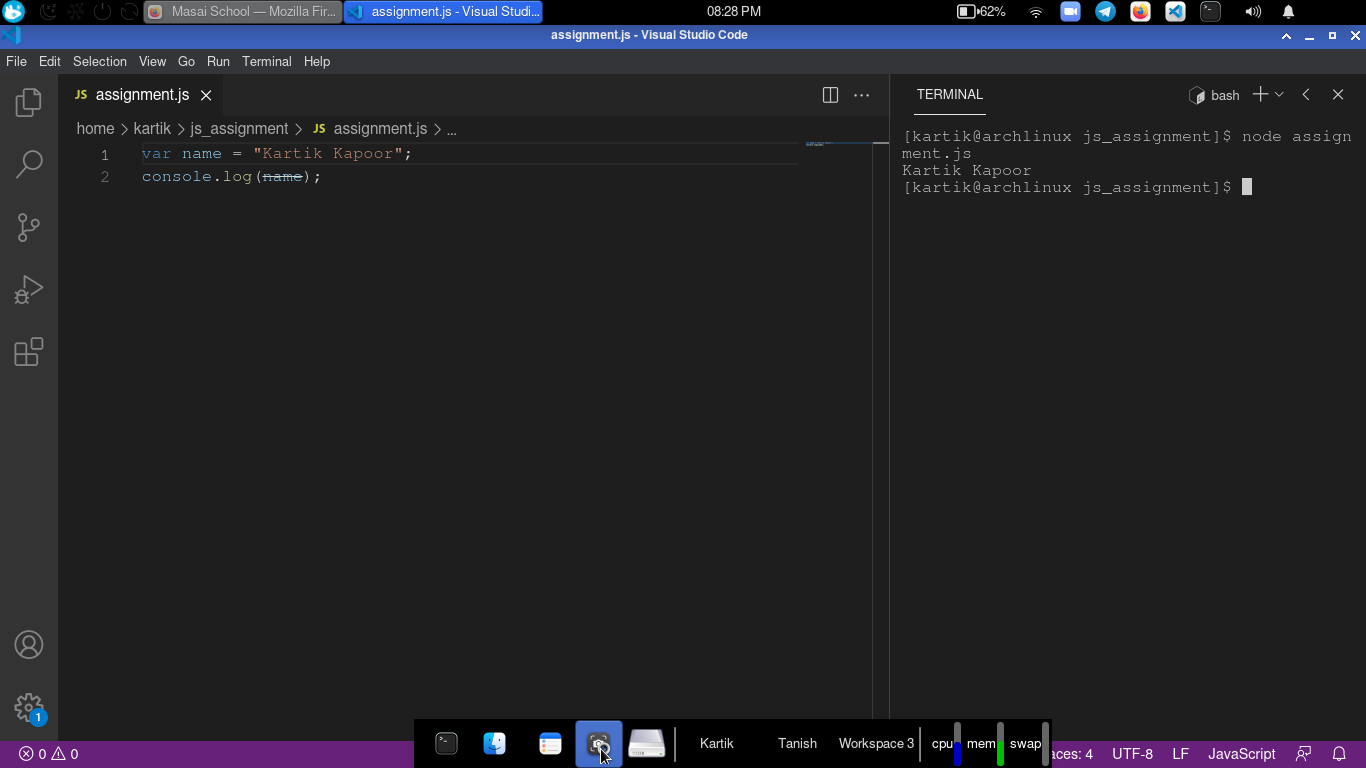 Masai School — Mozilla Fir...
assignment.js - Visual Studi...
08:28 PM
62%
assignment.js - Visual Studio Code
File Edit Selection View Go Run Terminal Help
JS assignment.js
TERMINAL
bash
home > kartik > js_assignment > JS assignment.js > ...
1 var name = "Kartik Kapoor";
2 console.log(name);
[kartik@archlinux js_assignment]$ node assign
ment.js
Kartik Kapoor
[kartik@archlinux js_assignment]$
1
0 0
Kartik Tanish Workspace 3 cpu mem swap
aces: 4 UTF-8 LF JavaScript